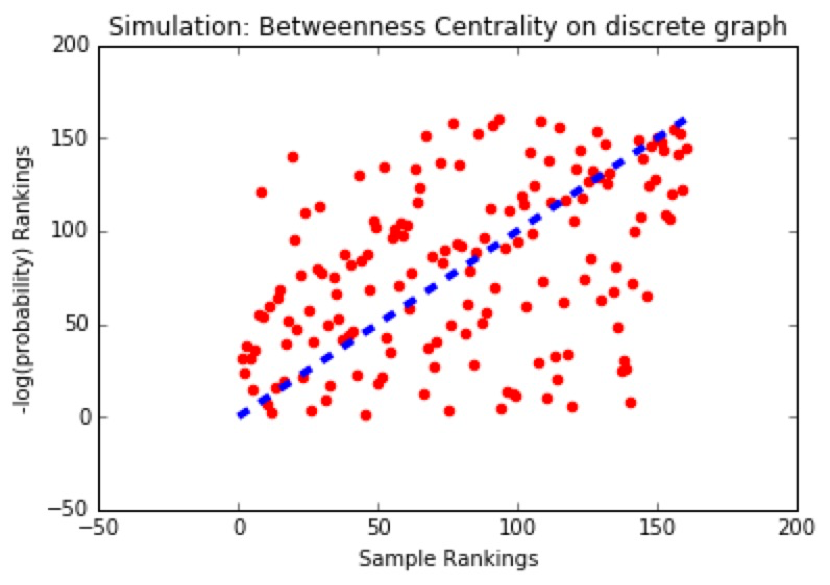 Simulation: Betweenness Centrality on discrete graph
200
150
100
50
0
−50
-log(probability) Rankings
−50 0 50 100 150 200
Sample Rankings